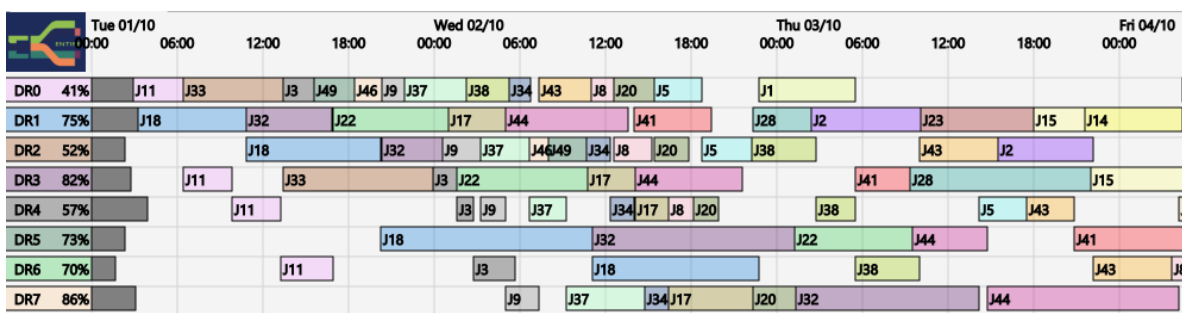 Tue 01/10 Wed 02/10 Thu 03/10 Fri 04/10
00:00 06:00 12:00 18:00 00:00 06:00 12:00 18:00 00:00 06:00 12:00 18:00 00:00
DR0 41% J11 J33 J3 J49 J46 J9 J37 J38 J34 J43 J8 J20 J5 J1
DR1 75% J18 J32 J22 J17 J44 J41 J28 J2 J23 J15 J14
DR2 52% J18 J32 J9 J37 J46 J49 J34 J8 J20 J5 J38 J43 J2
DR3 82% J11 J33 J3 J22 J17 J44 J41 J28 J15
DR4 57% J11 J3 J9 J37 J34 J17 J8 J20 J38 J5 J43
DR5 73% J18 J32 J22 J44 J41
DR6 70% J11 J3 J18 J38 J43
DR7 86% J9 J37 J34 J17 J20 J32 J44